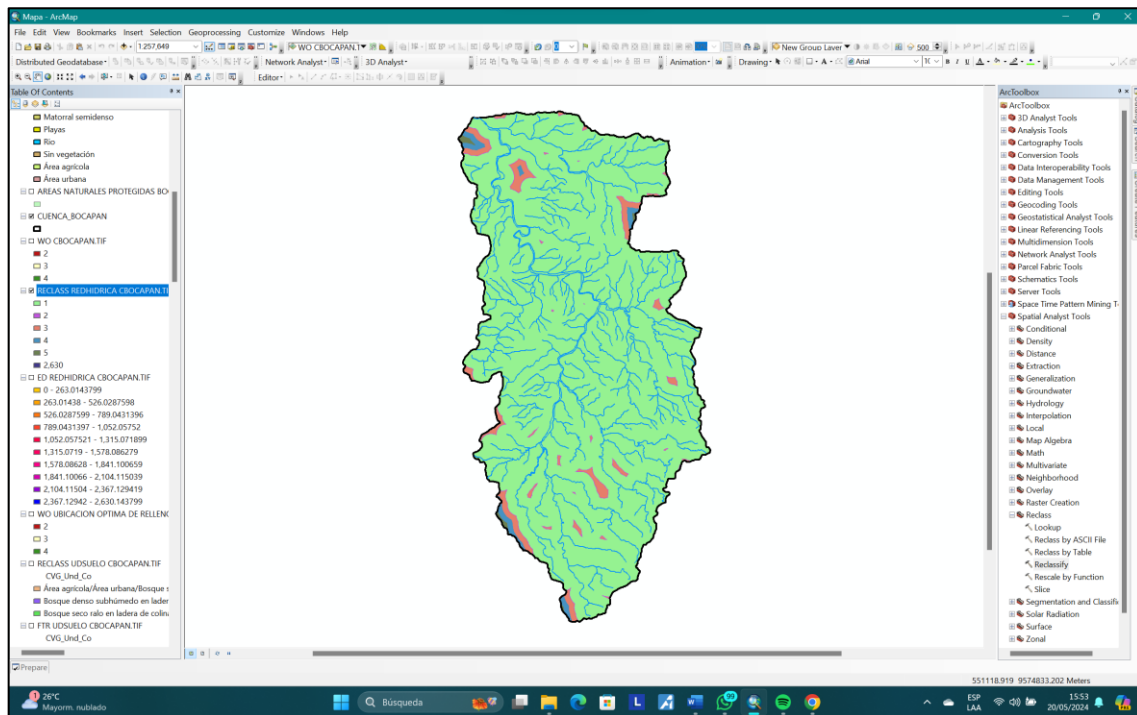 Mapa - ArcMap
File Edit View Bookmarks Insert Selection Geoprocessing Customize Windows Help
1:257,649 WO CBOCAPAN.T New Group Layer 500
Distributed Geodatabase Network Analyst 3D Analyst Animation Drawing Arial 10 B I U A
Editor
Table Of Contents
Matorral semidenso
Playas
Rio
Sin vegetación
Área agrícola
Área urbana
AREAS NATURALES PROTEGIDAS BO
CUENCA_BOCAPAN
WO CBOCAPAN.TIF
2
3
4
RECLASS REDHIDRICA CBOCAPAN.TI
1
2
3
4
5
2,630
ED REDHIDRICA CBOCAPAN.TIF
0 - 263.0143799
263.01438 - 526.0287598
526.0287599 - 789.0431396
789.0431397 - 1,052.05752
1,052.057521 - 1,315.071899
1,315.0719 - 1,578.086279
1,578.08628 - 1,841.100659
1,841.10066 - 2,104.115039
2,104.11504 - 2,367.129419
2,367.12942 - 2,630.143799
WO UBICACION OPTIMA DE RELLENO
2
3
4
RECLASS UDSUELO CBOCAPAN.TIF
CVG_Und_Co
Área agrícola/Área urbana/Bosque s
Bosque denso subhúmedo en lader
Bosque seco ralo en ladera de colina
FTR UDSUELO CBOCAPAN.TIF
CVG_Und_Co
ArcToolbox
ArcToolbox
3D Analyst Tools
Analysis Tools
Cartography Tools
Conversion Tools
Data Interoperability Tools
Data Management Tools
Editing Tools
Geocoding Tools
Geostatistical Analyst Tools
Linear Referencing Tools
Multidimension Tools
Network Analyst Tools
Parcel Fabric Tools
Schematics Tools
Server Tools
Space Time Pattern Mining T
Spatial Analyst Tools
Conditional
Density
Distance
Extraction
Generalization
Groundwater
Hydrology
Interpolation
Local
Map Algebra
Math
Multivariate
Neighborhood
Overlay
Raster Creation
Reclass
Lookup
Reclass by ASCII File
Reclass by Table
Reclassify
Rescale by Function
Slice
Segmentation and Classifi
Solar Radiation
Surface
Zonal
Prepare
551118.919 9574833.202 Meters
1
26°C
Mayorm. nublado
Búsqueda
99
ESP
LAA
15:53
20/05/2024